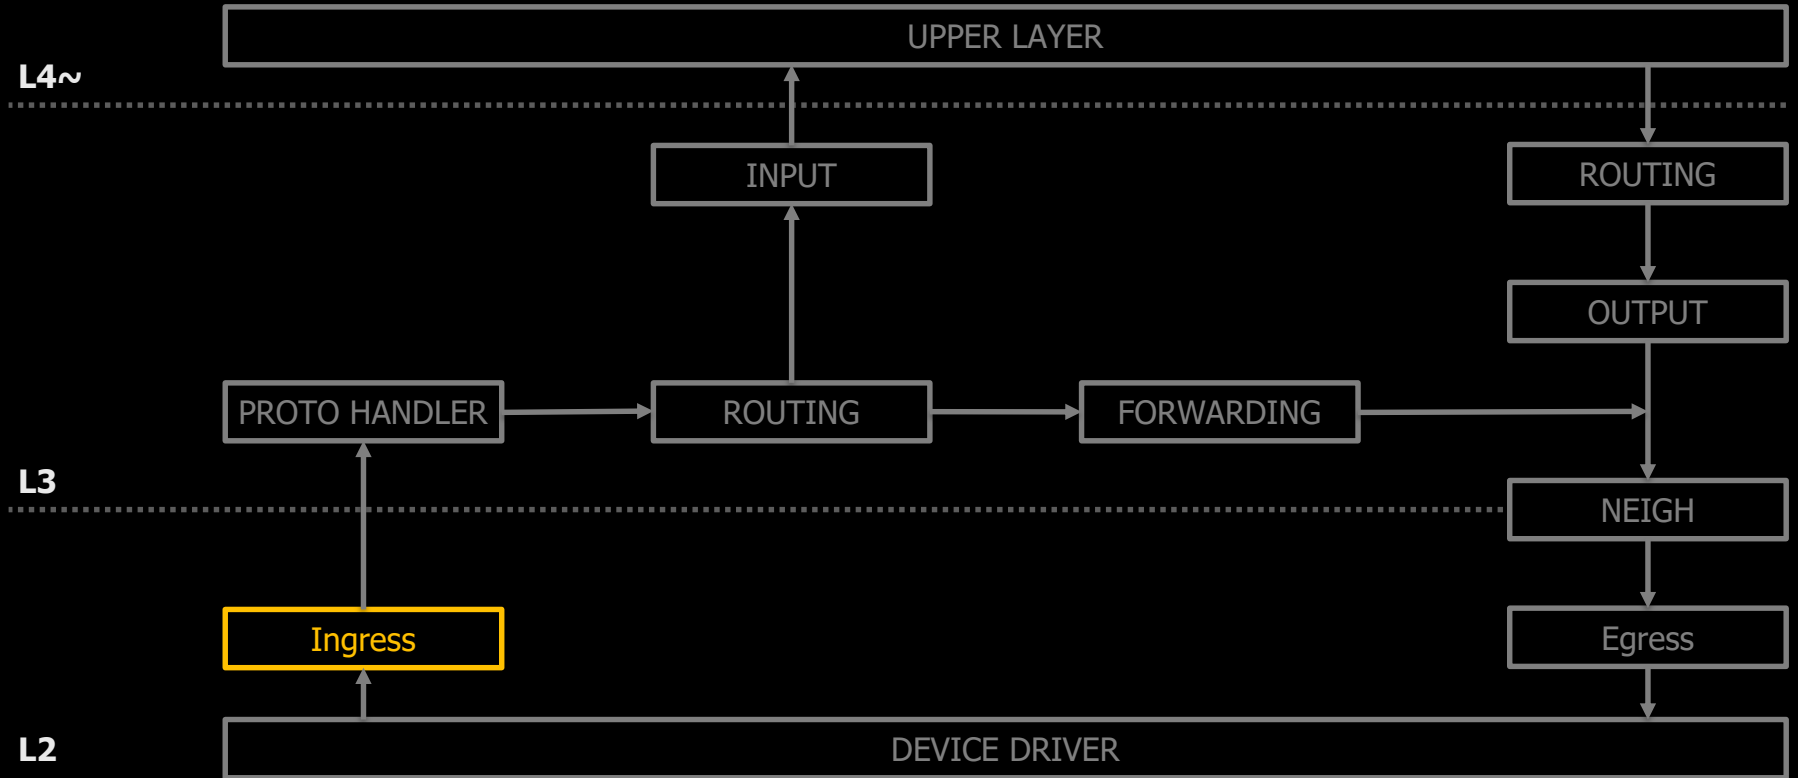 UPPER LAYER
L4~
INPUT
ROUTING
OUTPUT
PROTO HANDLER
ROUTING
FORWARDING
L3
NEIGH
Ingress
Egress
L2
DEVICE DRIVER